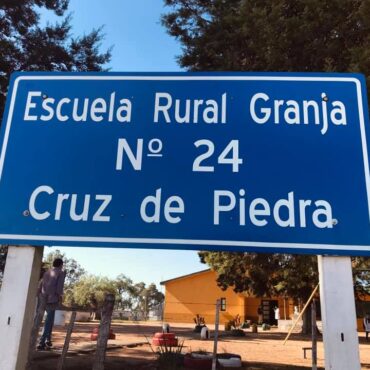 Escuela Rural Granja
Nº 24
Cruz de Piedra